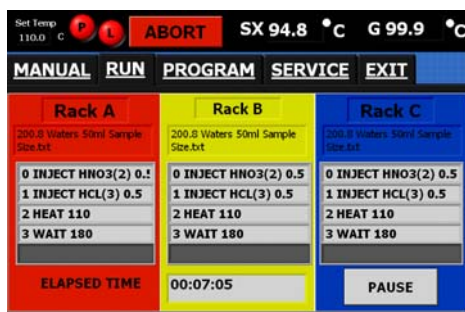 Set Temp
110.0 C P L ABORT SX 94.8 °C G 99.9 °C
MANUAL RUN PROGRAM SERVICE EXIT
Rack A Rack B Rack C
200.8 Waters 50ml Sample Size.txt
200.8 Waters 50ml Sample Size.txt
200.8 Waters 50ml Sample Size.txt
0 INJECT HNO3(2) 0.5
1 INJECT HCL(3) 0.5
2 HEAT 110
3 WAIT 180
0 INJECT HNO3(2) 0.5
1 INJECT HCL(3) 0.5
2 HEAT 110
3 WAIT 180
0 INJECT HNO3(2) 0.5
1 INJECT HCL(3) 0.5
2 HEAT 110
3 WAIT 180
ELAPSED TIME 00:07:05 PAUSE